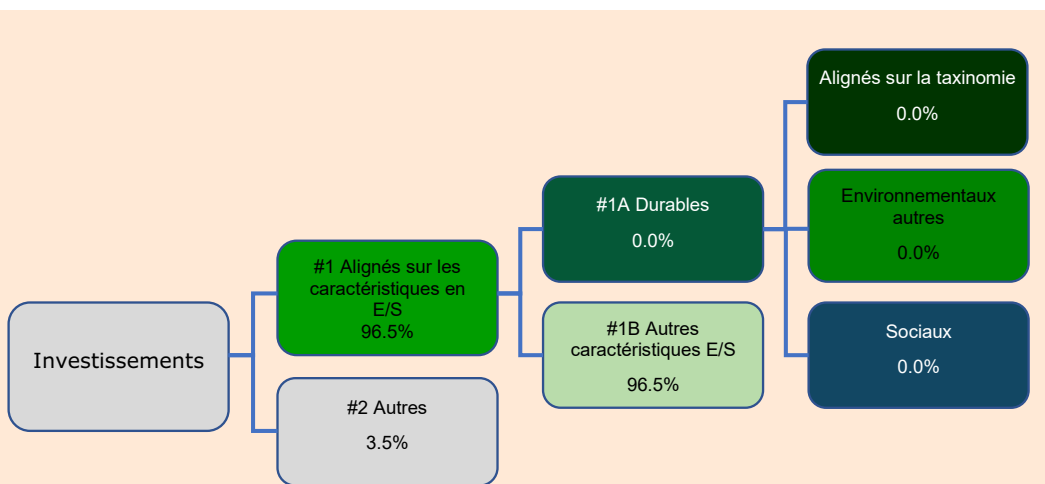 Investissements
#1 Alignés sur les
caractéristiques en
E/S
96.5%
#2 Autres
3.5%
#1A Durables
0.0%
#1B Autres
caractéristiques E/S
96.5%
Alignés sur la taxinomie
0.0%
Environnementaux
autres
0.0%
Sociaux
0.0%